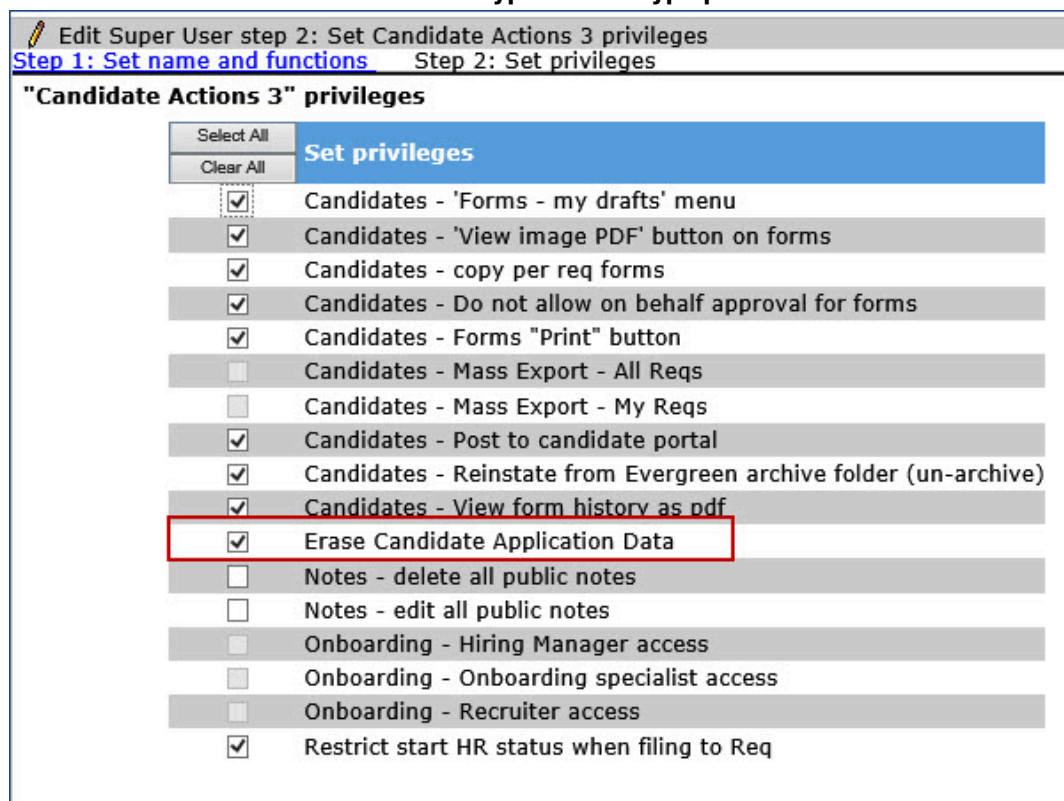 Edit Super User step 2: Set Candidate Actions 3 privileges
Step 1: Set name and functions Step 2: Set privileges
"Candidate Actions 3" privileges
Select All
Clear All
Set privileges
Candidates - 'Forms - my drafts' menu
Candidates - 'View image PDF' button on forms
Candidates - copy per req forms
Candidates - Do not allow on behalf approval for forms
Candidates - Forms "Print" button
Candidates - Mass Export - All Reqs
Candidates - Mass Export - My Reqs
Candidates - Post to candidate portal
Candidates - Reinstate from Evergreen archive folder (un-archive)
Candidates - View form history as pdf
Erase Candidate Application Data
Notes - delete all public notes
Notes - edit all public notes
Onboarding - Hiring Manager access
Onboarding - Onboarding specialist access
Onboarding - Recruiter access
Restrict start HR status when filing to Req